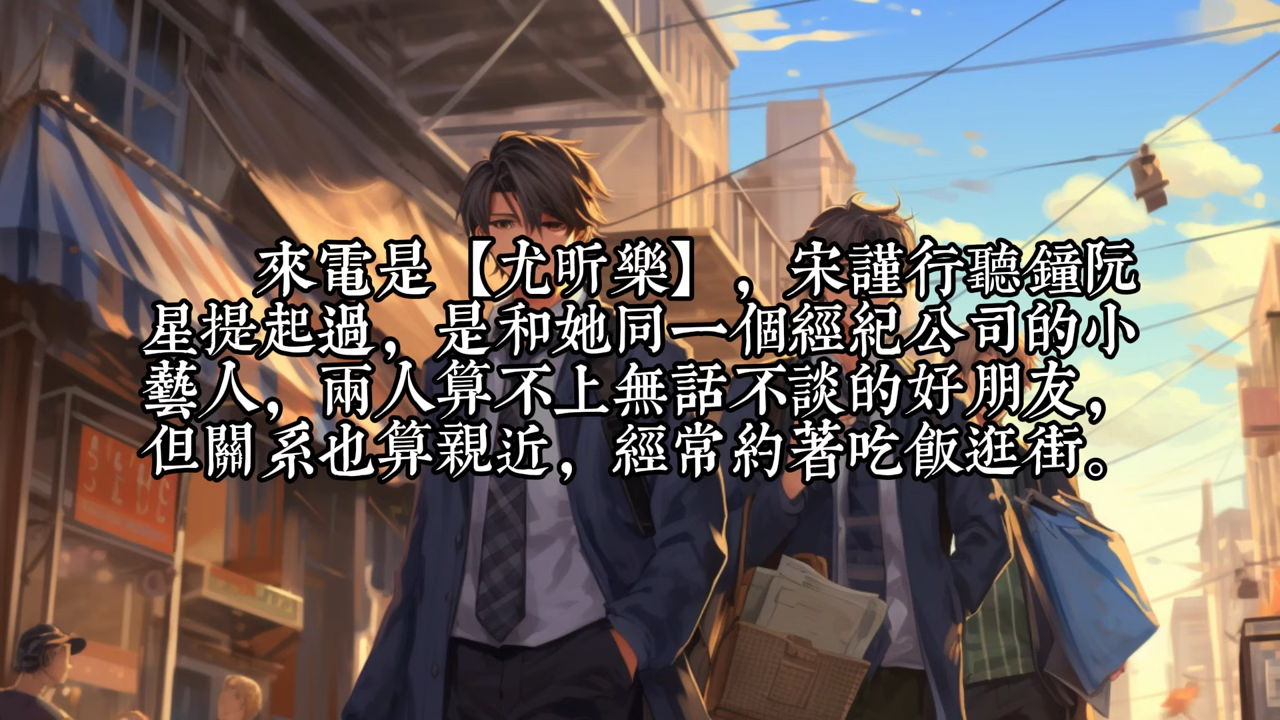 來電是【尤昕樂】，宋謹行聽鐘阮
星提起過，是和她同一個經紀公司的小
藝人，兩人算不上無話不談的好朋友，
但關系也算親近，經常約著吃飯逛街。